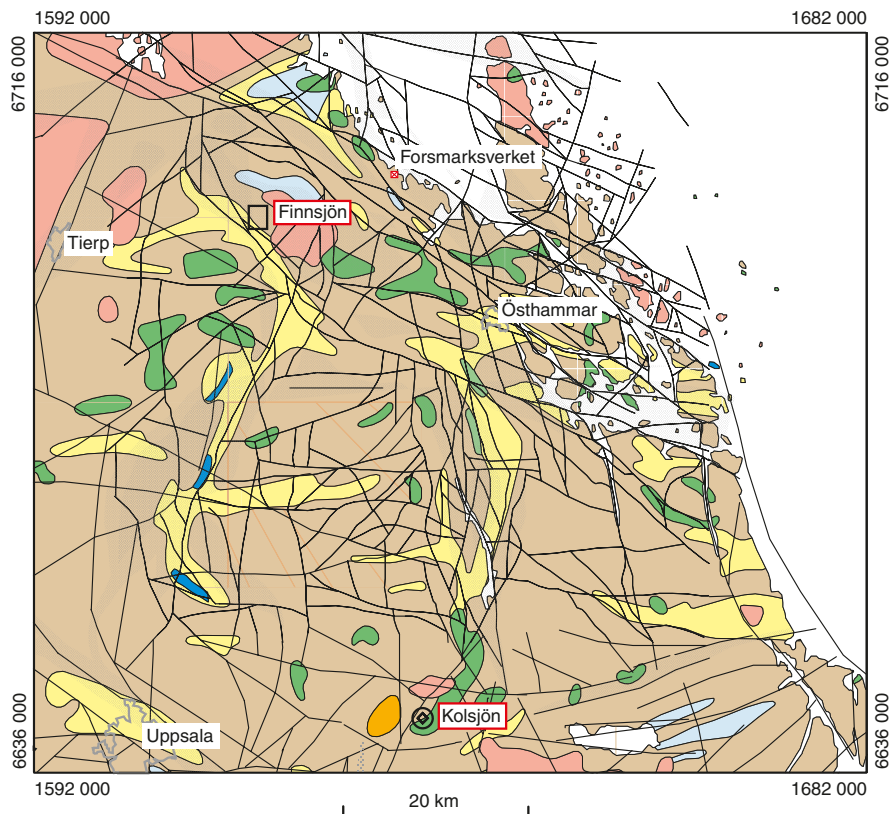 1592 000
1682 000
6716 000
6716 000
Forsmarksverket
Finnsjön
Tierp
Östhammar
Kolsjön
Uppsala
6636 000
6636 000
1592 000
1682 000
20 km